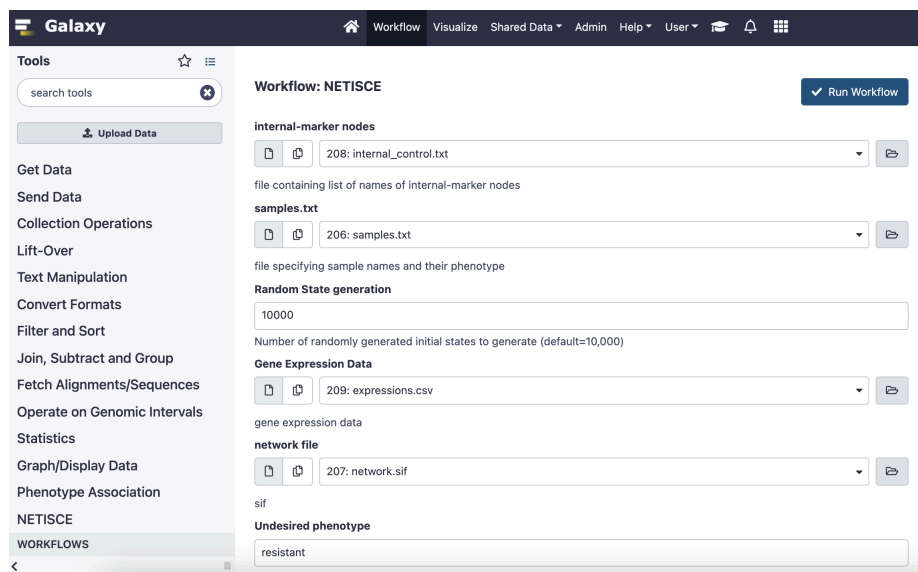 Galaxy
Workflow Visualize Shared Data Admin Help User
Tools
search tools
Upload Data
Get Data
Send Data
Collection Operations
Lift-Over
Text Manipulation
Convert Formats
Filter and Sort
Join, Subtract and Group
Fetch Alignments/Sequences
Operate on Genomic Intervals
Statistics
Graph/Display Data
Phenotype Association
NETISCE
WORKFLOWS
Workflow: NETISCE
Run Workflow
internal-marker nodes
208: internal_control.txt
file containing list of names of internal-marker nodes
samples.txt
206: samples.txt
file specifying sample names and their phenotype
Random State generation
10000
Number of randomly generated initial states to generate (default=10,000)
Gene Expression Data
209: expressions.csv
gene expression data
network file
207: network.sif
sif
Undesired phenotype
resistant